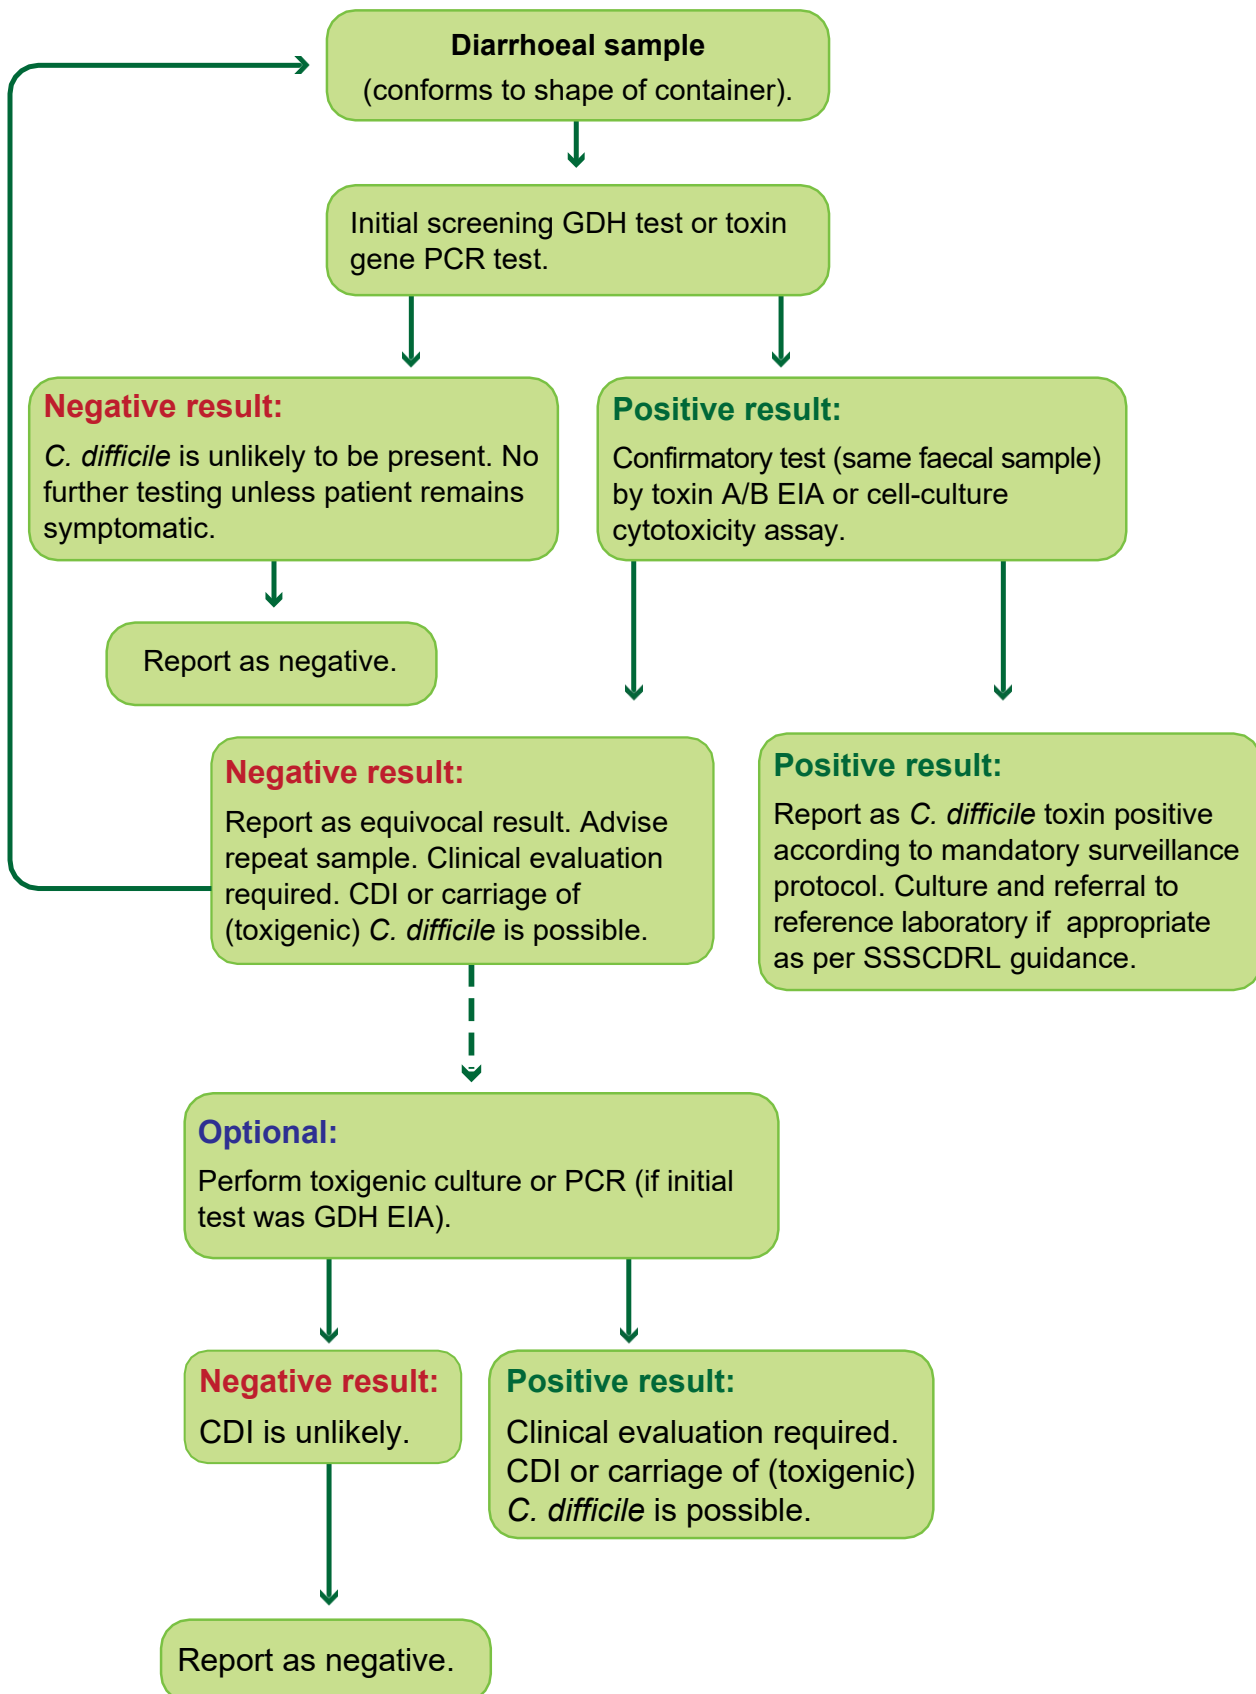 Diarrhoeal sample
(conforms to shape of container).
Initial screening GDH test or toxin
gene PCR test.
Negative result:
C. difficile is unlikely to be present. No
further testing unless patient remains
symptomatic.
Positive result:
Confirmatory test (same faecal sample)
by toxin A/B EIA or cell-culture
cytotoxicity assay.
Report as negative.
Negative result:
Report as equivocal result. Advise
repeat sample. Clinical evaluation
required. CDI or carriage of
(toxigenic) C. difficile is possible.
Positive result:
Report as C. difficile toxin positive
according to mandatory surveillance
protocol. Culture and referral to
reference laboratory if appropriate
as per SSSCDRL guidance.
Optional:
Perform toxigenic culture or PCR (if initial
test was GDH EIA).
Negative result:
CDI is unlikely.
Positive result:
Clinical evaluation required.
CDI or carriage of (toxigenic)
C. difficile is possible.
Report as negative.